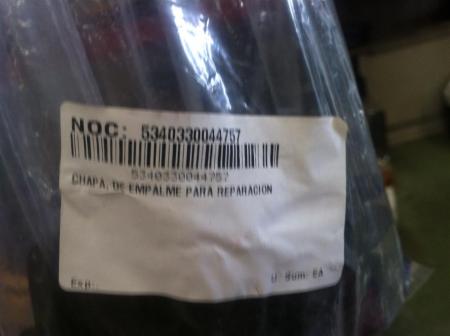 NOC: 5340330044757
5340330044757
CHAPA, DE EMPALME PARA REPARACION
U Sum: EA